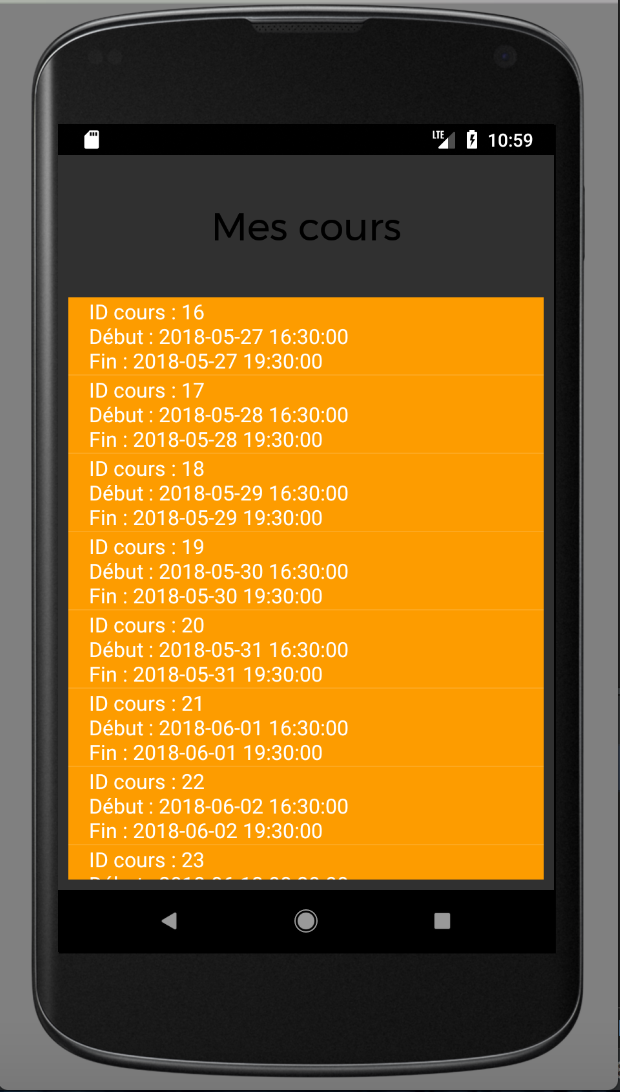 LTE 10:59
Mes cours
ID cours : 16
Début : 2018-05-27 16:30:00
Fin : 2018-05-27 19:30:00
ID cours : 17
Début : 2018-05-28 16:30:00
Fin : 2018-05-28 19:30:00
ID cours : 18
Début : 2018-05-29 16:30:00
Fin : 2018-05-29 19:30:00
ID cours : 19
Début : 2018-05-30 16:30:00
Fin : 2018-05-30 19:30:00
ID cours : 20
Début : 2018-05-31 16:30:00
Fin : 2018-05-31 19:30:00
ID cours : 21
Début : 2018-06-01 16:30:00
Fin : 2018-06-01 19:30:00
ID cours : 22
Début : 2018-06-02 16:30:00
Fin : 2018-06-02 19:30:00
ID cours : 23